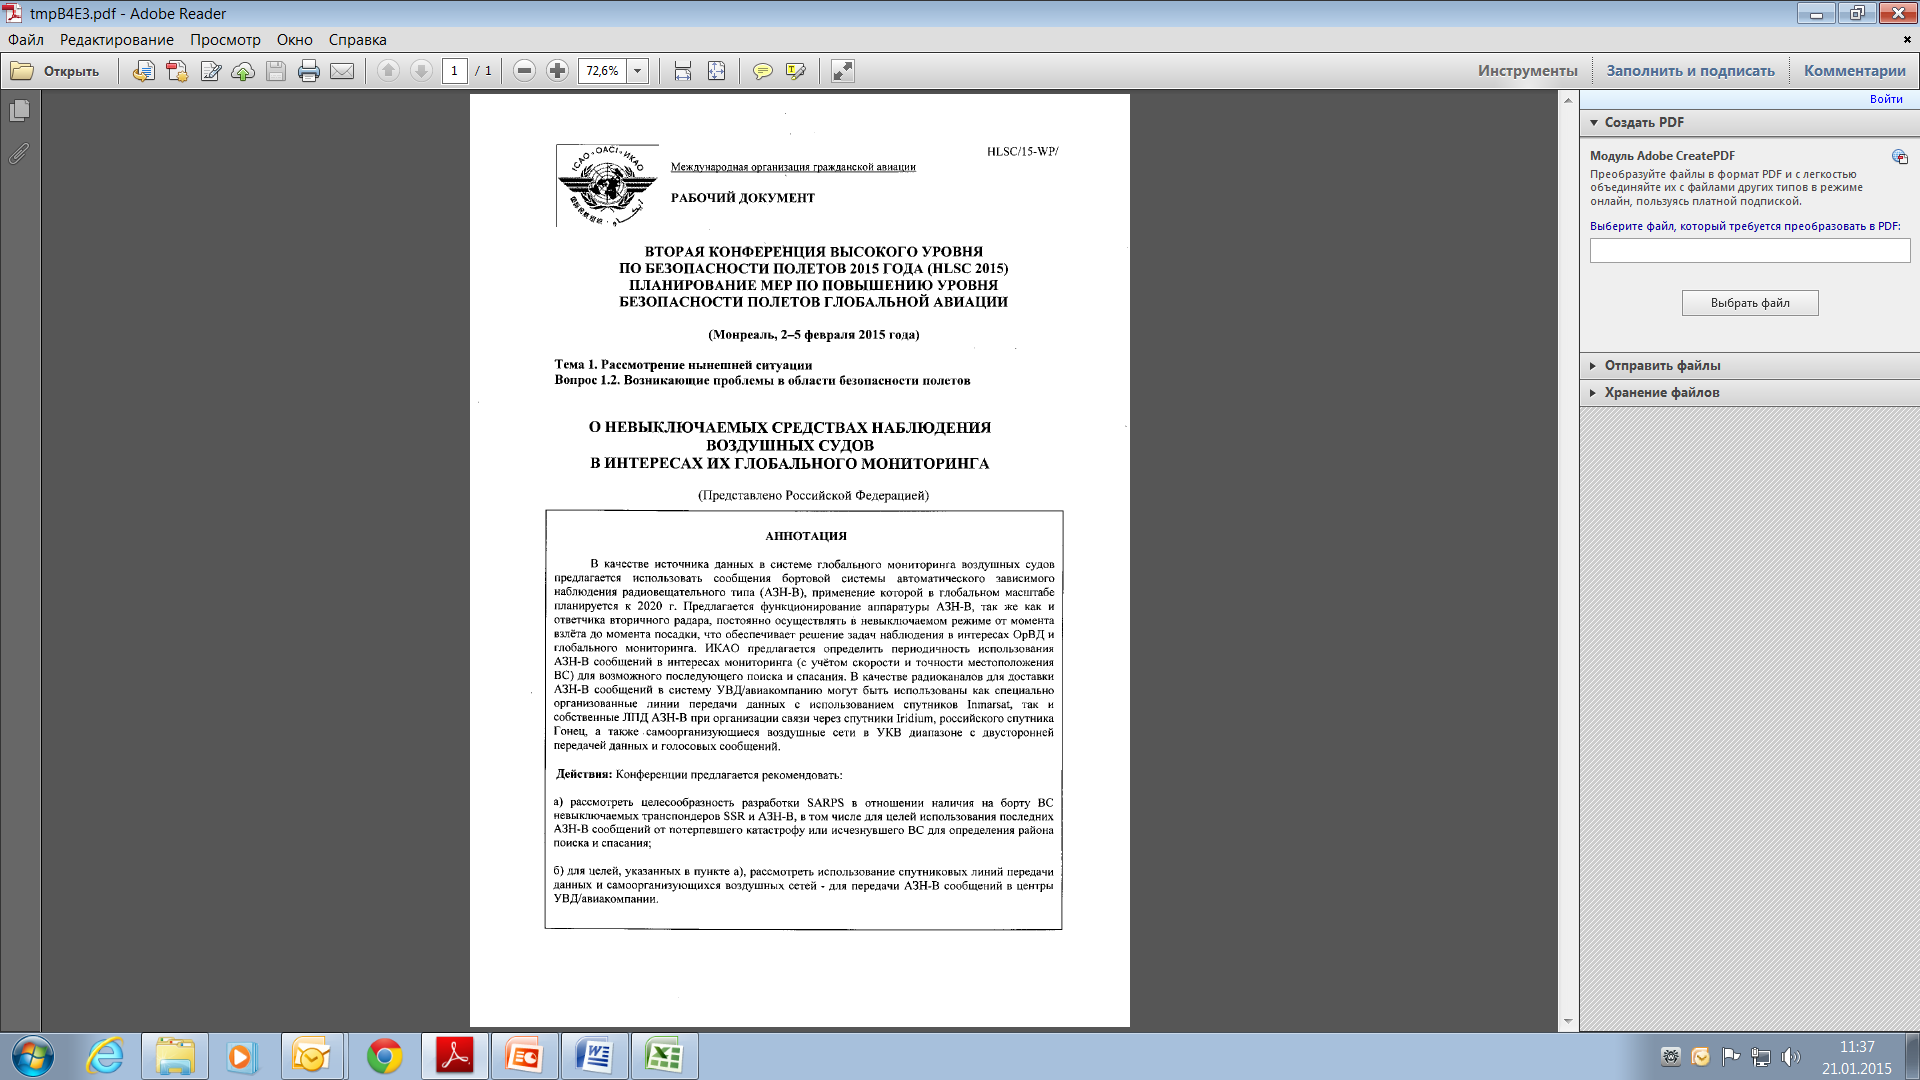 tmpB4E3.pdf - Adobe Reader
Файл Редактирование Просмотр Окно Справка
Открыть 1 / 1 72,6% Инструменты Заполнить и подписать Комментарии
Войти
Создать PDF
Модуль Adobe CreatePDF
Преобразуйте файлы в формат PDF и с легкостью
объединяйте их с файлами других типов в режиме
онлайн, пользуясь платной подпиской.
Выберите файл, который требуется преобразовать в PDF:
Выбрать файл
Отправить файлы
Хранение файлов
HLSC/15-WP/
ICAO · OACI · ИКАО
Международная организация гражданской авиации
РАБОЧИЙ ДОКУМЕНТ
ВТОРАЯ КОНФЕРЕНЦИЯ ВЫСОКОГО УРОВНЯ
ПО БЕЗОПАСНОСТИ ПОЛЕТОВ 2015 ГОДА (HLSC 2015)
ПЛАНИРОВАНИЕ МЕР ПО ПОВЫШЕНИЮ УРОВНЯ
БЕЗОПАСНОСТИ ПОЛЕТОВ ГЛОБАЛЬНОЙ АВИАЦИИ
(Монреаль, 2–5 февраля 2015 года)
Тема 1. Рассмотрение нынешней ситуации
Вопрос 1.2. Возникающие проблемы в области безопасности полетов
О НЕВЫКЛЮЧАЕМЫХ СРЕДСТВАХ НАБЛЮДЕНИЯ
ВОЗДУШНЫХ СУДОВ
В ИНТЕРЕСАХ ИХ ГЛОБАЛЬНОГО МОНИТОРИНГА
(Представлено Российской Федерацией)
АННОТАЦИЯ
В качестве источника данных в системе глобального мониторинга воздушных судов
предлагается использовать сообщения бортовой системы автоматического зависимого
наблюдения радиовещательного типа (АЗН-В), применение которой в глобальном масштабе
планируется к 2020 г. Предлагается функционирование аппаратуры АЗН-В, так же как и
ответчика вторичного радара, постоянно осуществлять в невыключаемом режиме от момента
взлёта до момента посадки, что обеспечивает решение задач наблюдения в интересах ОрВД и
глобального мониторинга. ИКАО предлагается определить периодичность использования
АЗН-В сообщений в интересах мониторинга (с учётом скорости и точности местоположения
ВС) для возможного последующего поиска и спасания. В качестве радиоканалов для доставки
АЗН-В сообщений в систему УВД/авиакомпанию могут быть использованы как специально
организованные линии передачи данных с использованием спутников Inmarsat, так и
собственные ЛПД АЗН-В при организации связи через спутники Iridium, российского спутника
Гонец, а также самоорганизующиеся воздушные сети в УКВ диапазоне с двусторонней
передачей данных и голосовых сообщений.
Действия: Конференции предлагается рекомендовать:
а) рассмотреть целесообразность разработки SARPS в отношении наличия на борту ВС
невыключаемых транспондеров SSR и АЗН-В, в том числе для целей использования последних
АЗН-В сообщений от потерпевшего катастрофу или исчезнувшего ВС для определения района
поиска и спасания;
б) для целей, указанных в пункте а), рассмотреть использование спутниковых линий передачи
данных и самоорганизующихся воздушных сетей - для передачи АЗН-В сообщений в центры
УВД/авиакомпании.
11:37
21.01.2015